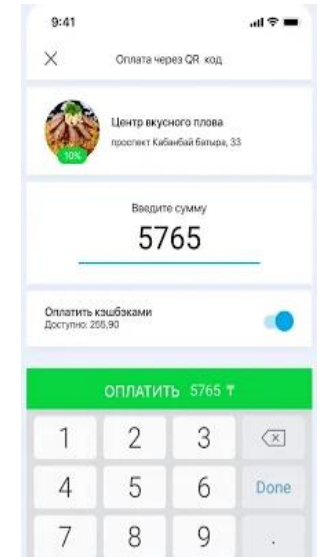 9:41
Оплата через QR код
10%
Центр вкусного плова
проспект Кабанбай батыра, 33
Введите сумму
5765
Оплатить кэшбэками
Доступно: 255,90
ОПЛАТИТЬ 5765 ₸
1 2 3
4 5 6 Done
7 8 9 .